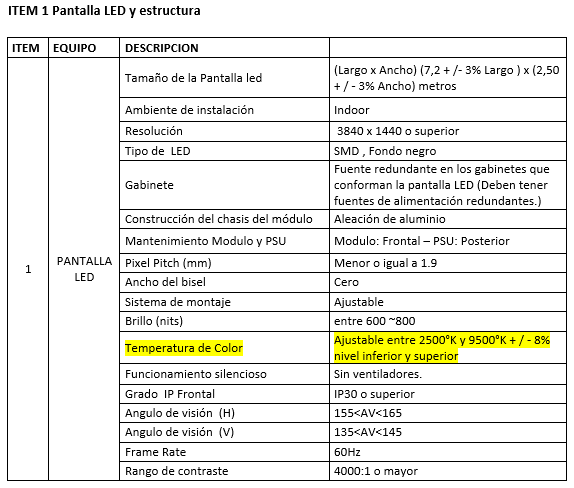 ITEM 1 Pantalla LED y estructura
ITEM EQUIPO DESCRIPCION
1 PANTALLA LED
Tamaño de la Pantalla led (Largo x Ancho) (7,2 + /- 3% Largo ) x (2,50
+ / - 3% Ancho) metros
Ambiente de instalación Indoor
Resolución 3840 x 1440 o superior
Tipo de LED SMD , Fondo negro
Gabinete Fuente redundante en los gabinetes que
conforman la pantalla LED (Deben tener
fuentes de alimentación redundantes.)
Construcción del chasis del módulo Aleación de aluminio
Mantenimiento Modulo y PSU Modulo: Frontal – PSU: Posterior
Pixel Pitch (mm) Menor o igual a 1.9
Ancho del bisel Cero
Sistema de montaje Ajustable
Brillo (nits) entre 600 ~800
Temperatura de Color Ajustable entre 2500°K y 9500°K + / - 8%
nivel inferior y superior
Funcionamiento silencioso Sin ventiladores.
Grado IP Frontal IP30 o superior
Angulo de visión (H) 155<AV<165
Angulo de visión (V) 135<AV<145
Frame Rate 60Hz
Rango de contraste 4000:1 o mayor